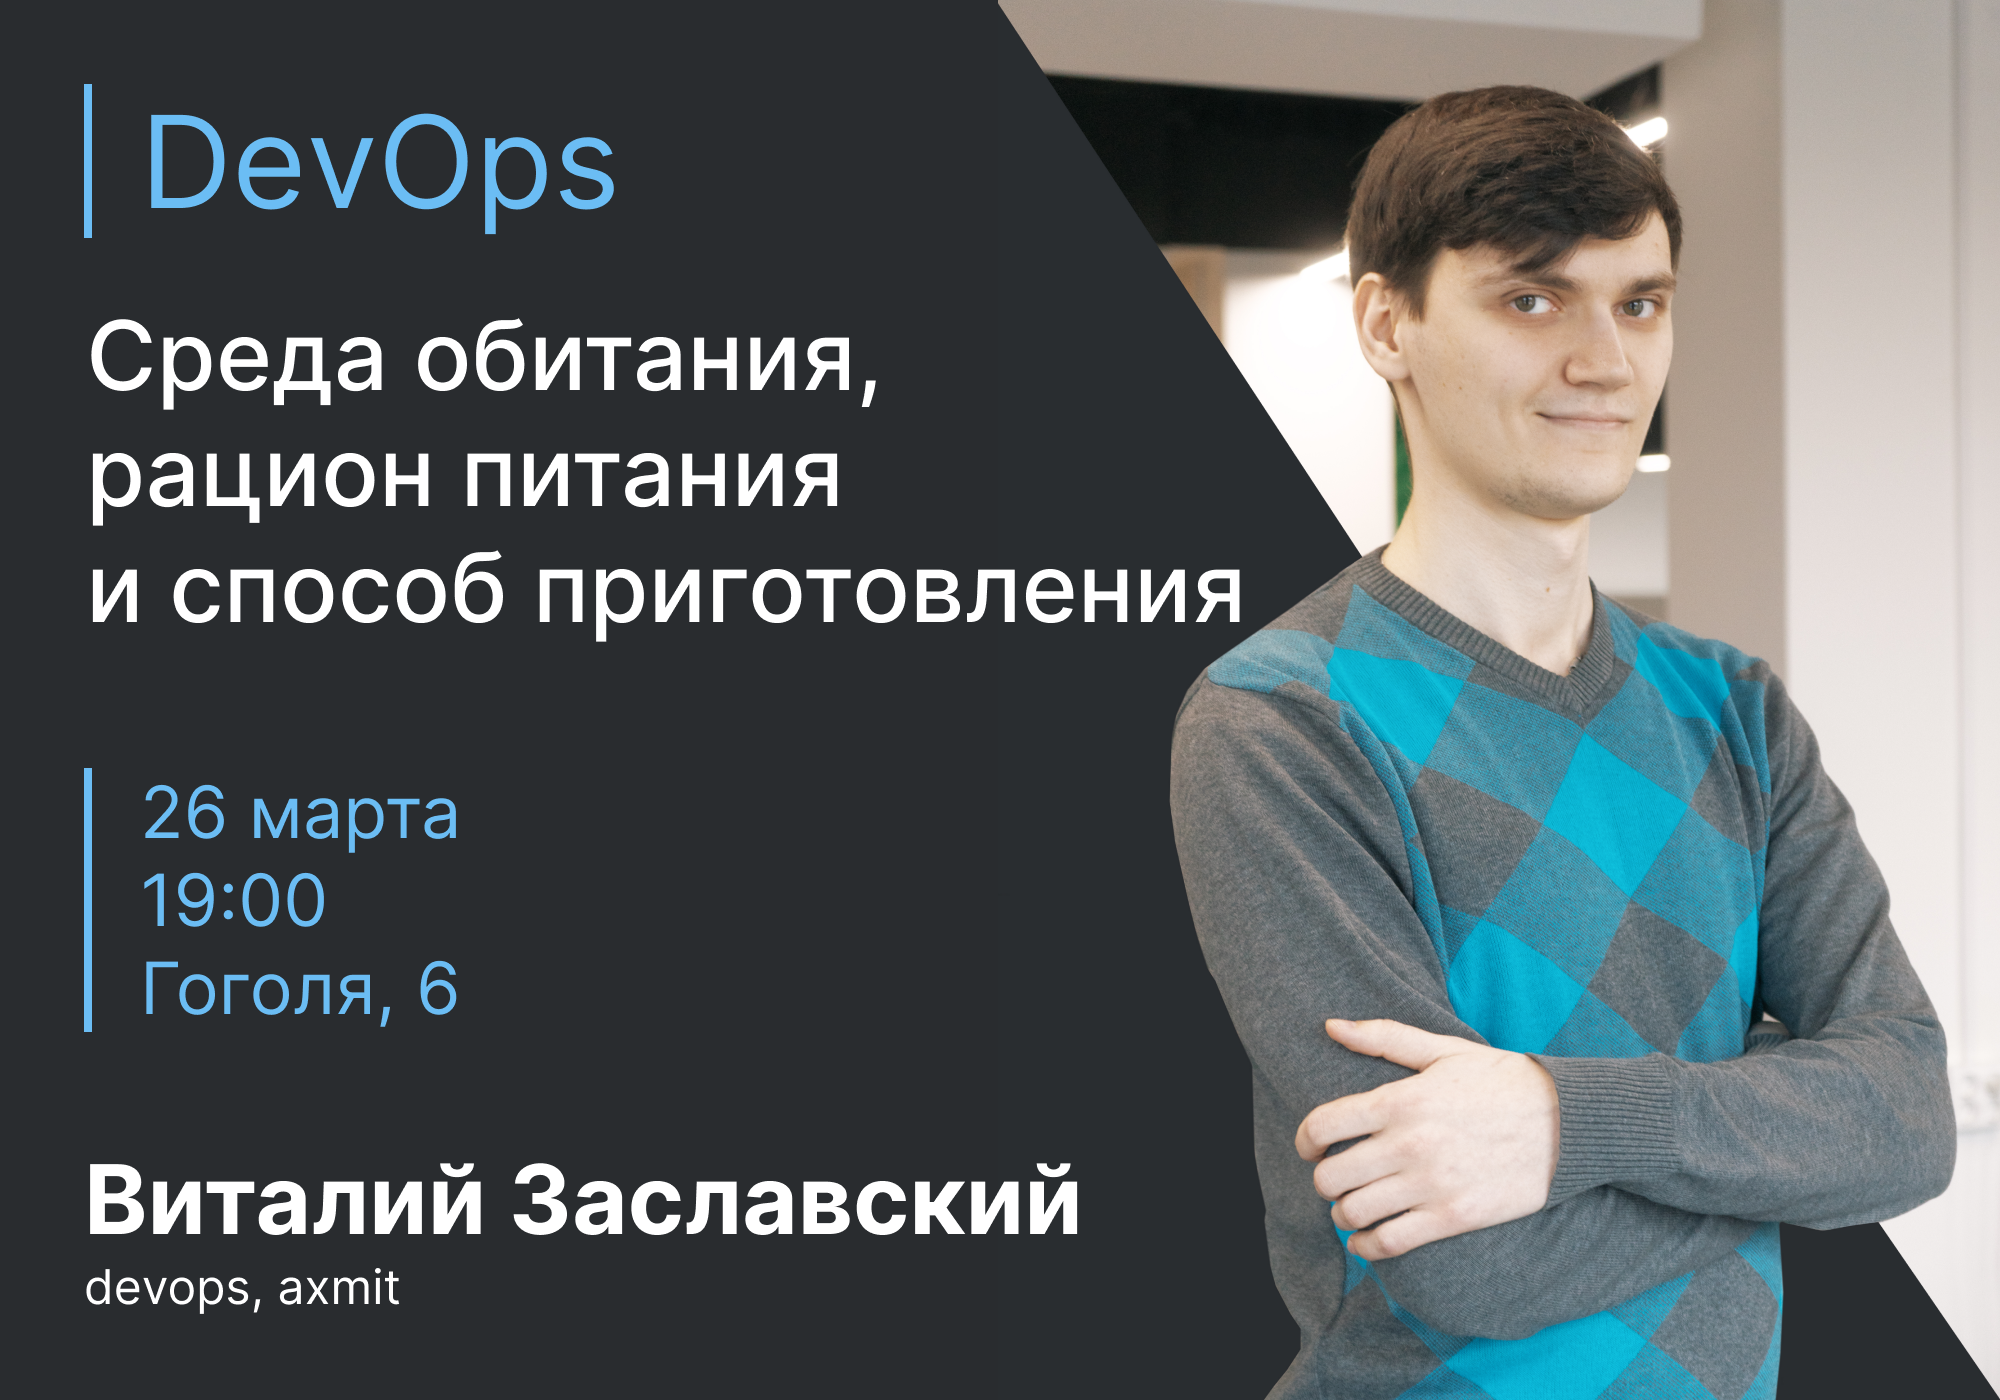 DevOps
Среда обитания,
рацион питания
и способ приготовления
26 марта
19:00
Гоголя, 6
Виталий Заславский
devops, axmit